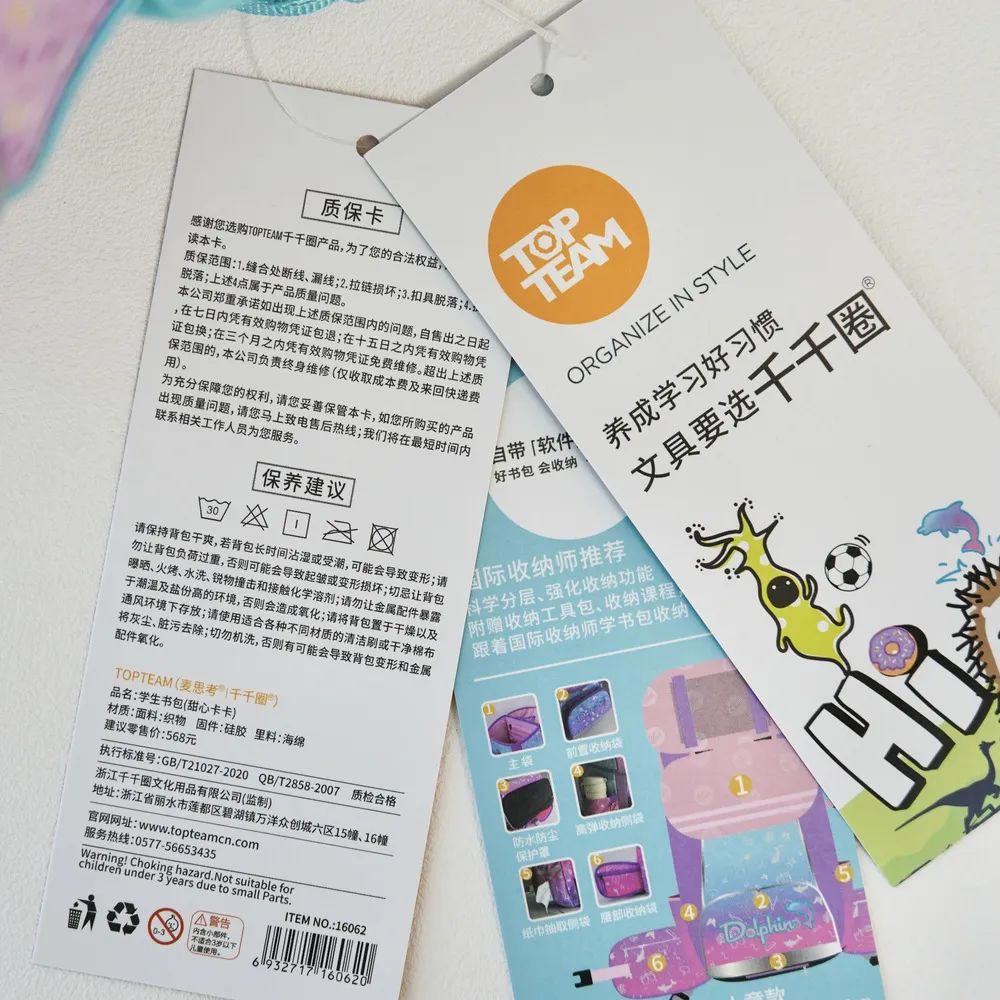 质保卡
感谢您选购TOPTEAM千千圈产品,为了您的合法权益,
读本卡。
质保范围:1.缝合处断线、漏线;2.拉链损坏;3.扣具脱落;4.
脱落;上述4点属于产品质量问题。
本公司郑重承诺如出现上述质保范围内的问题,自售出之日起
,在七日内凭有效购物凭证包退;在十五日之内凭有效购物凭
证包换;在三个月之内凭有效购物凭证免费维修。超出上述质
保范围的,本公司负责终身维修(仅收取成本费及来回快递费
用)。
为充分保障您的权利,请您妥善保管本卡,如您所购买的产品
出现质量问题,请您马上致电售后热线;我们将在最短时间内
联系相关工作人员为您服务。
保养建议
30
请保持背包干爽,若背包长时间沾湿或受潮,可能会导致变形;请
勿让背包负荷过重,否则可能会导致起皱或变形损坏;切忌让背包
曝晒、火烤、水洗、锐物撞击和接触化学溶剂;请勿让金属配件暴露
于潮温及盐份高的环境,否则会造成氧化;请将背包置于干燥以及
通风环境下存放;请使用适合各种不同材质的清洁刷或干净棉布
将灰尘、脏污去除;切勿机洗,否则有可能会导致背包变形和金属
配件氧化。
TOPTEAM(麦思考®|千千圈®)
品名:学生书包(甜心卡卡)
材质:面料:织物 固件:硅胶 里料:海绵
建议零售价:568元
执行标准号:GB/T21027-2020 QB/T2858-2007 质检合格
浙江千千圈文化用品有限公司(监制)
地址:浙江省丽水市莲都区碧湖镇万洋众创城六区15幢、16幢
官网网址:www.topteamcn.com
服务热线:0577-56653435
Warning! Choking hazard.Not suitable for
children under 3 years due to small Parts.
0-3
警告
内含小部件,
不适合3岁以下
儿童使用。
ITEM NO.:16062
6 932717 160620
TOP
TEAM
ORGANIZE IN STYLE
养成学习好习惯
文具要选千千圈®
HI
自带「软件
好书包 会收纳
国际收纳师推荐
科学分层、强化收纳功能
附赠收纳工具包、收纳课程
跟着国际收纳师学书包收纳
1
主袋
2
前置收纳袋
3
防水防尘
保护罩
4
高弹收纳侧袋
5
纸巾抽取侧袋
6
腰部收纳袋
1
2
Dolphin
3
4
5
6